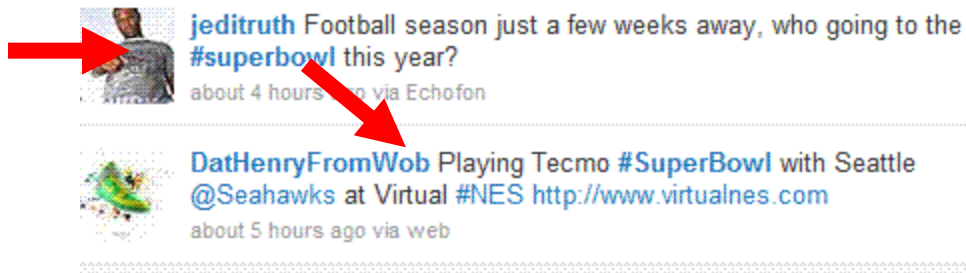 jeditruth Football season just a few weeks away, who going to the
#superbowl this year?
about 4 hours ago via Echofon
DatHenryFromWob Playing Tecmo #SuperBowl with Seattle
@Seahawks at Virtual #NES http://www.virtualnes.com
about 5 hours ago via web